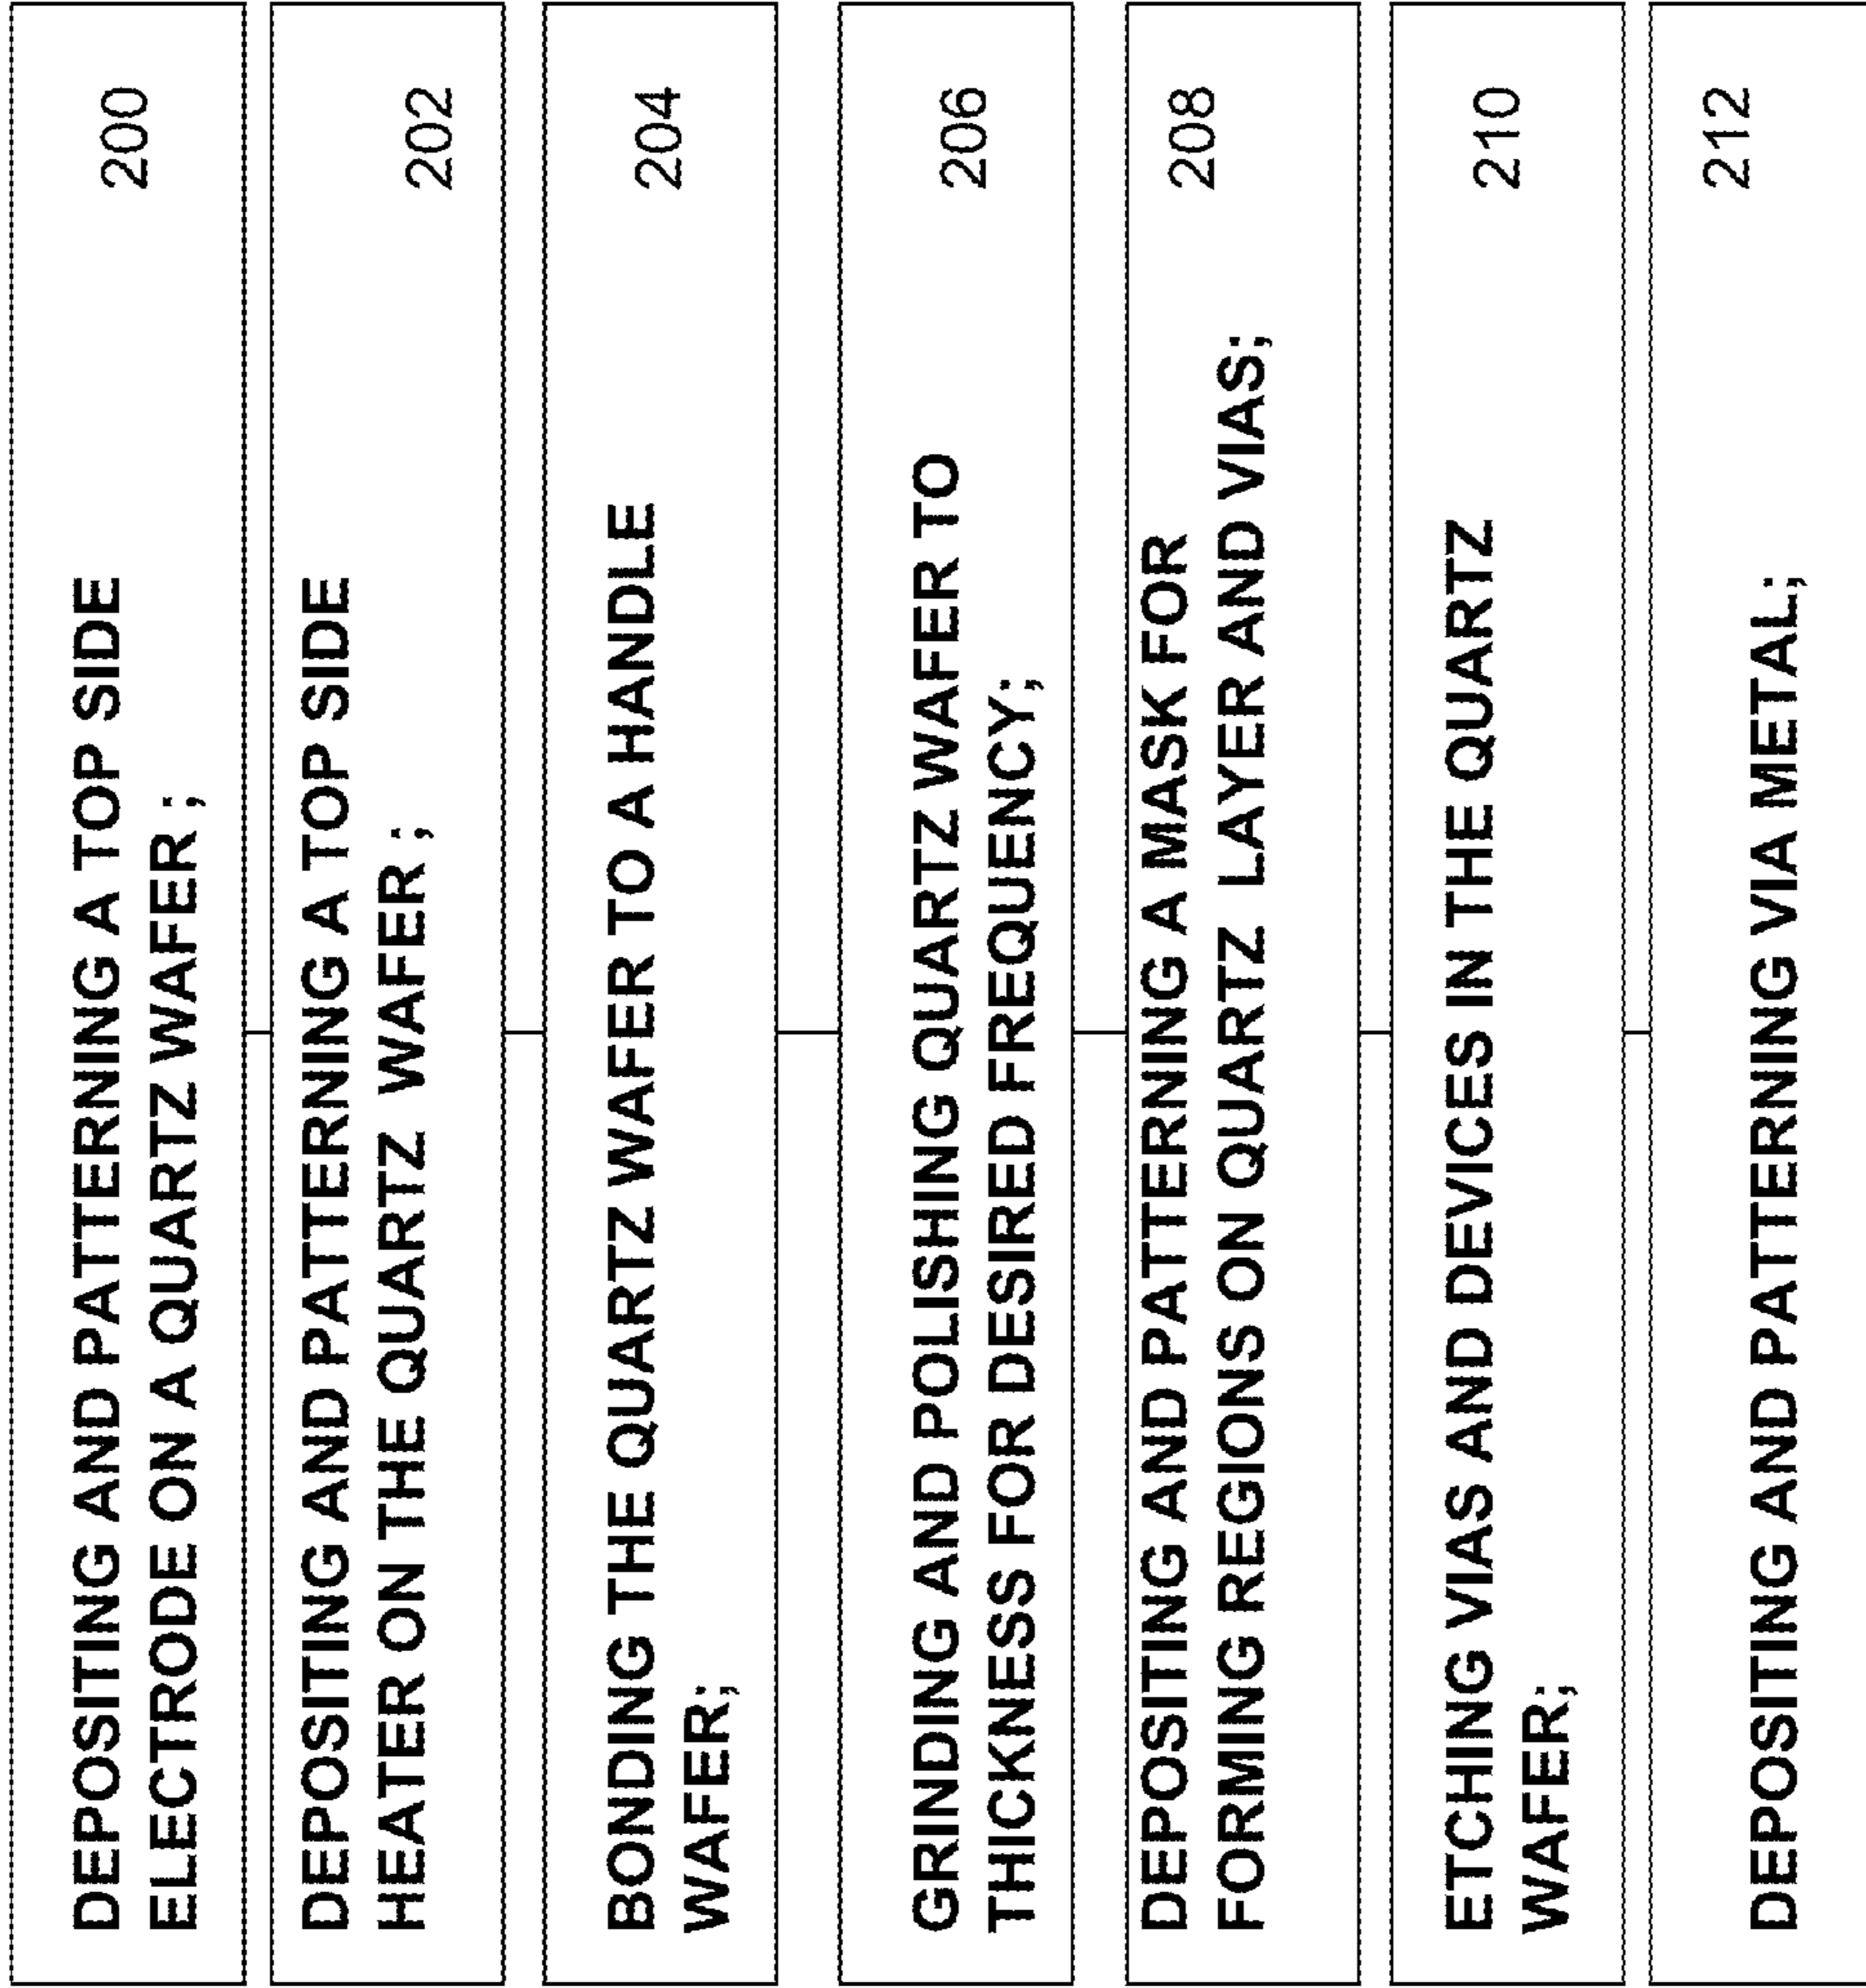 DEPOSITING AND PATTERNING A TOP SIDE
ELECTRODE ON A QUARTZ WAFER ;
200
DEPOSITING AND PATTERNING A TOP SIDE
HEATER ON THE QUARTZ WAFER ;
202
BONDING THE QUARTZ WAFER TO A HANDLE
WAFER;
204
GRINDING AND POLISHING QUARTZ WAFER TO
THICKNESS FOR DESIRED FREQUENCY;
206
DEPOSITING AND PATTERNING A MASK FOR
FORMING REGIONS ON QUARTZ LAYER AND VIAS;
208
ETCHING VIAS AND DEVICES IN THE QUARTZ
WAFER;
210
DEPOSITING AND PATTERNING VIA METAL;
212